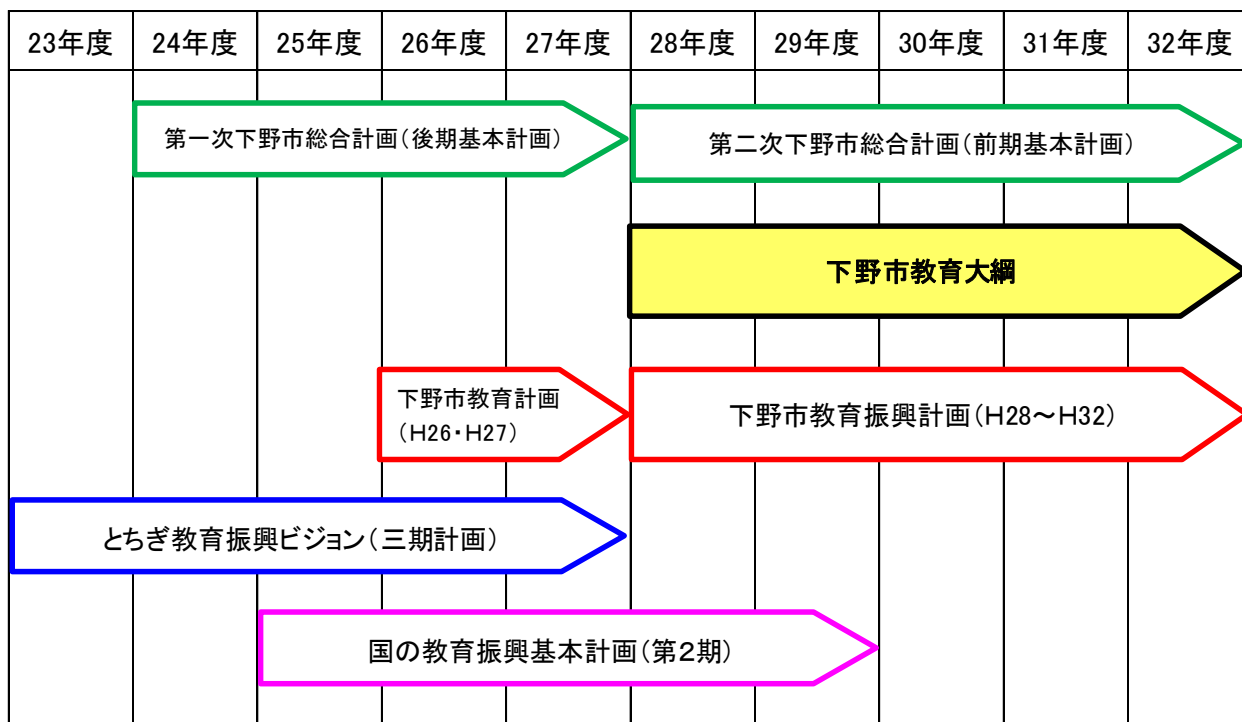 23年度 24年度 25年度 26年度 27年度 28年度 29年度 30年度 31年度 32年度
第一次下野市総合計画(後期基本計画)
第二次下野市総合計画(前期基本計画)
下野市教育大綱
下野市教育計画
(H26・H27)
下野市教育振興計画(H28～H32)
とちぎ教育振興ビジョン(三期計画)
国の教育振興基本計画(第２期)